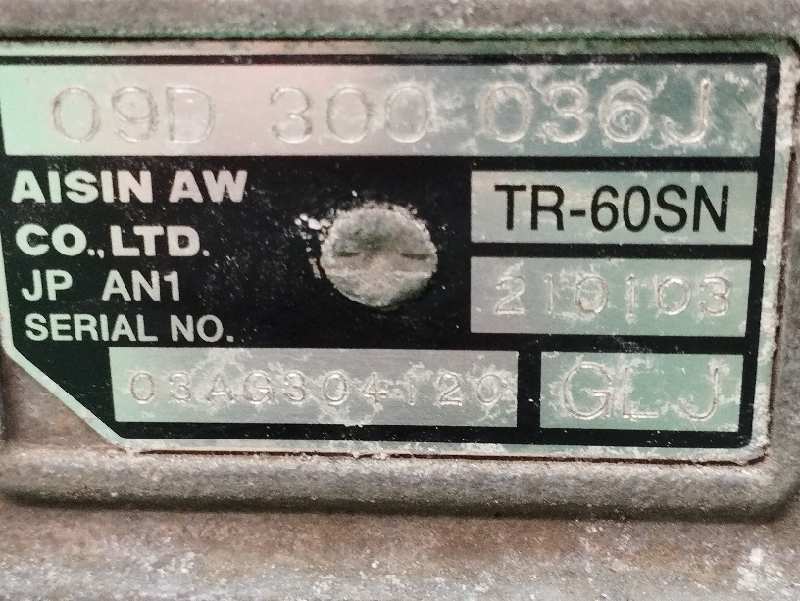 09D 300 036J
AISIN AW
CO.,LTD.
JP AN1
SERIAL NO.
TR-60SN
210103
03AG304120
GLJ